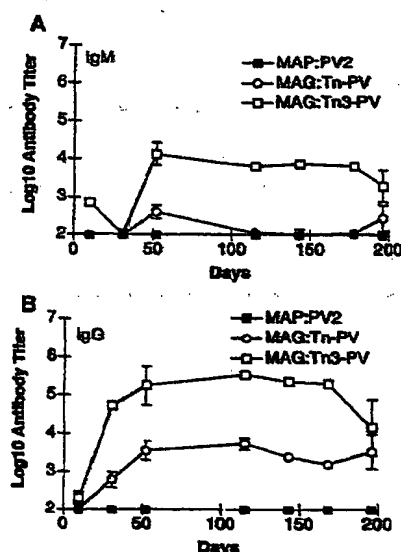 A
IgM
MAP:PV2
MAG:Tn-PV
MAG:Tn3-PV
Log10 Antibody Titer
7
6
5
4
3
2
0 50 100 150 200
Days
B
IgG
MAP:PV2
MAG:Tn-PV
MAG:Tn3-PV
Log10 Antibody Titer
7
6
5
4
3
2
0 50 100 150 200
Days